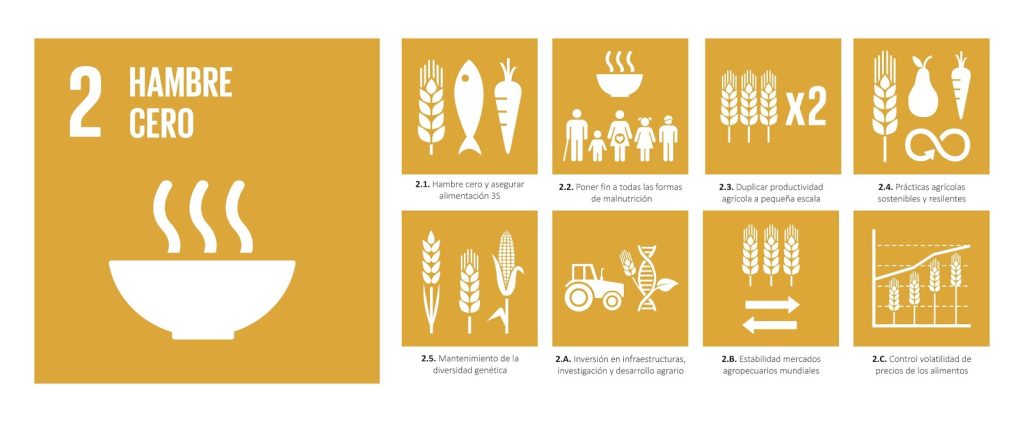 2
HAMBRE
CERO
X2
2.1. Hambre cero y asegurar
alimentación 3S
2.2. Poner fin a todas las formas
de malnutrición
2.3. Duplicar productividad
agrícola a pequeña escala
2.4. Prácticas agrícolas
sostenibles y resilentes
2.5. Mantenimiento de la
diversidad genética
2.A. Inversión en infraestructuras,
investigación y desarrollo agrario
2.B. Estabilidad mercados
agropecuarios mundiales
2.C. Control volatilidad de
precios de los alimentos